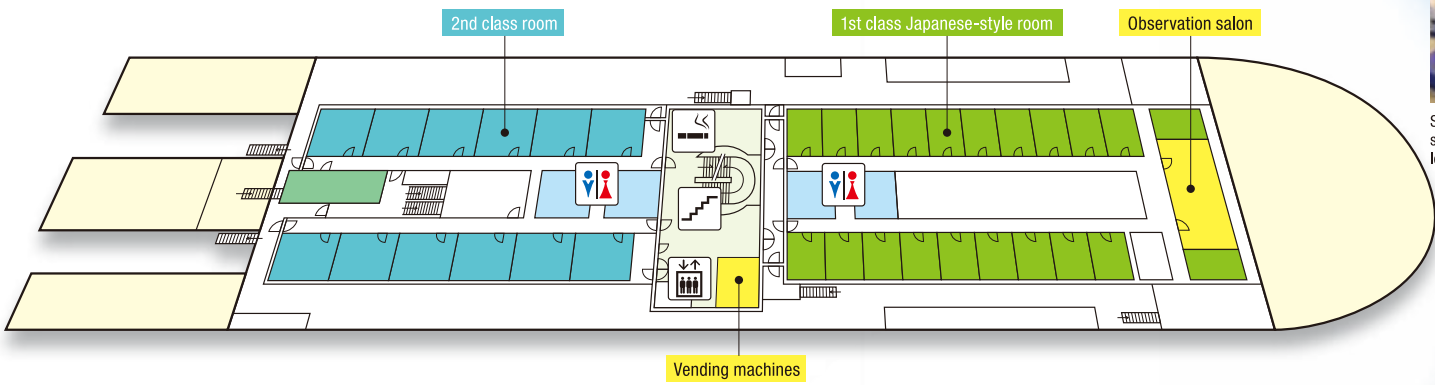 2nd class room
1st class Japanese-style room
Observation salon
Vending machines